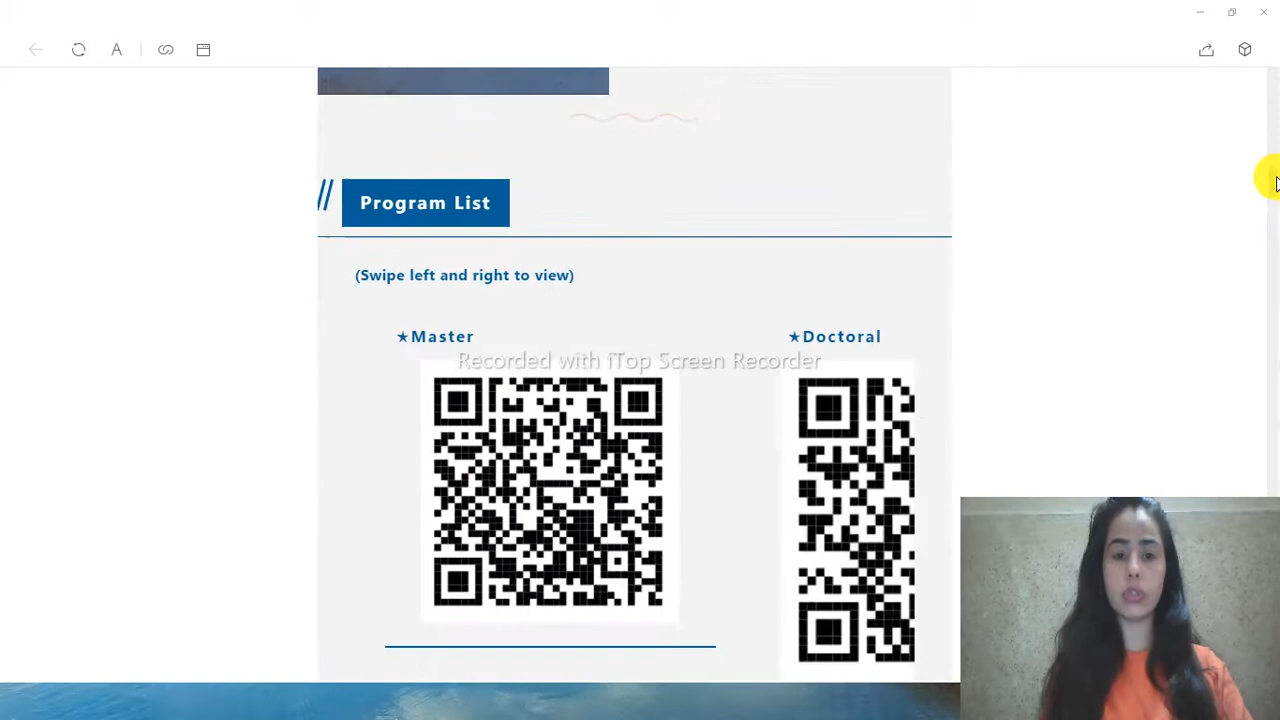 A
Program List
(Swipe left and right to view)
★Master
★Doctoral
Recorded with iTop Screen Recorder